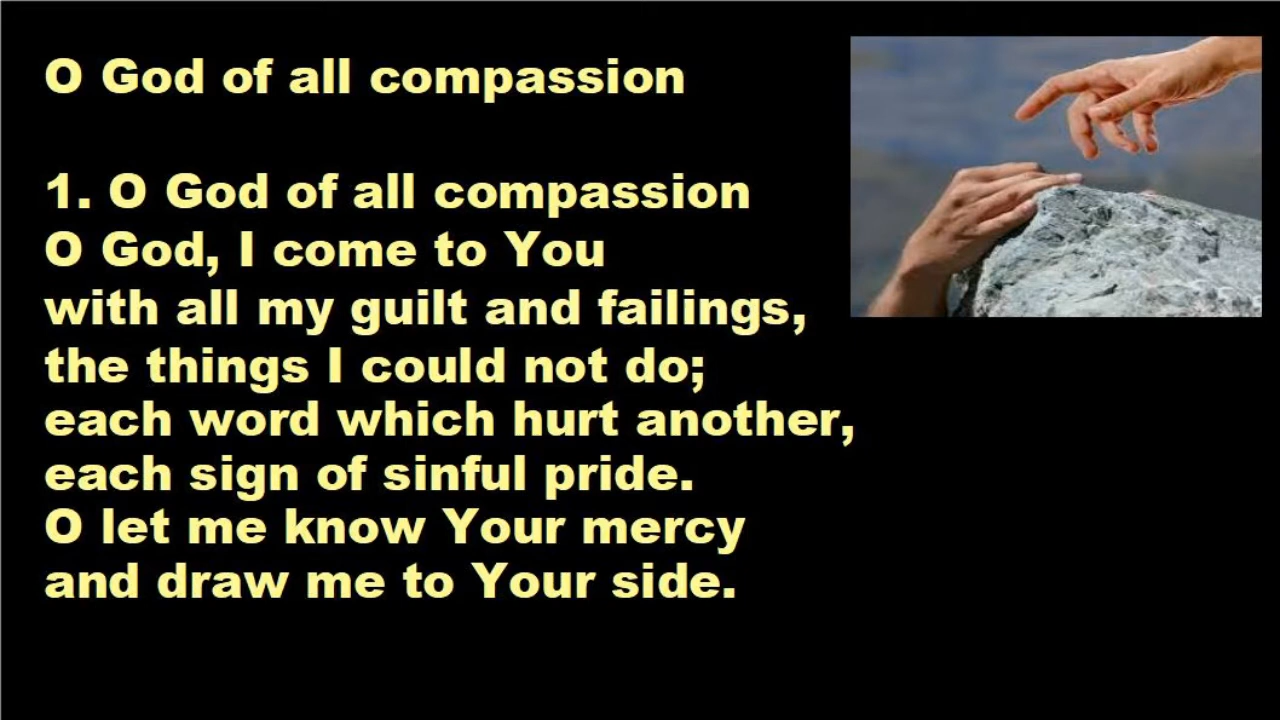 O God of all compassion
1. O God of all compassion
O God, I come to You
with all my guilt and failings,
the things I could not do;
each word which hurt another,
each sign of sinful pride.
O let me know Your mercy
and draw me to Your side.